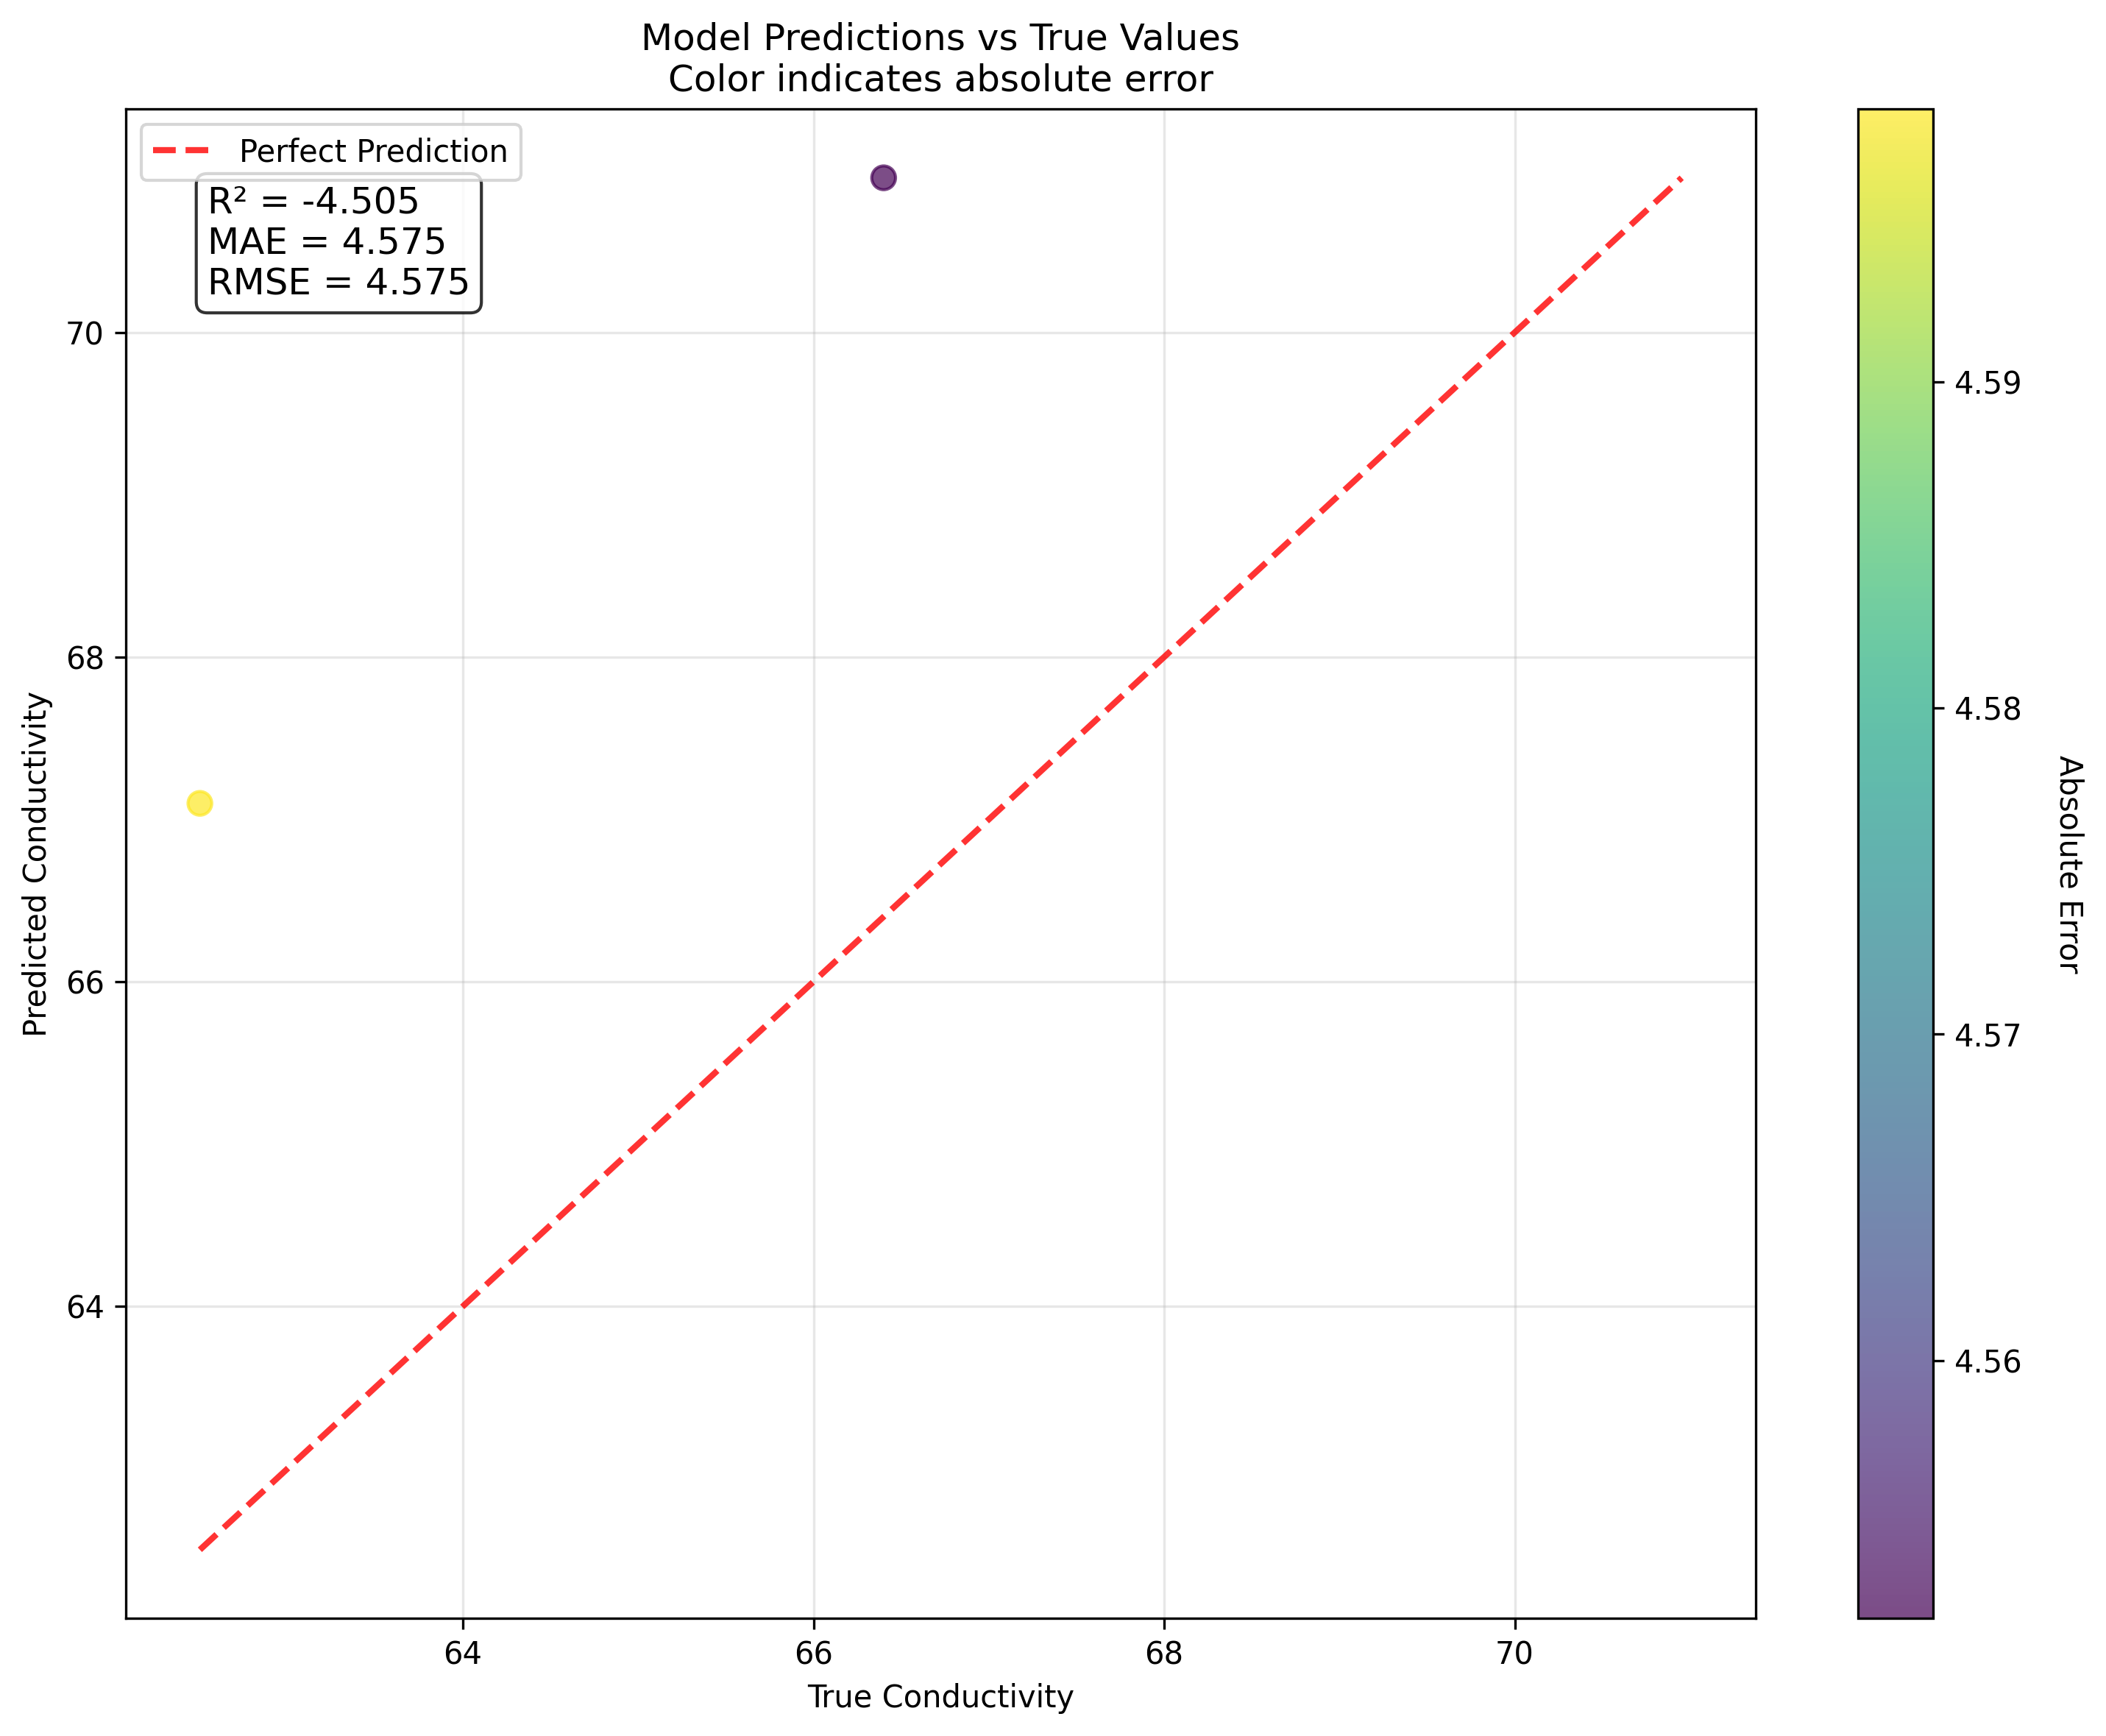 Model Predictions vs True Values
Color indicates absolute error
Perfect Prediction
R² = -4.505
MAE = 4.575
RMSE = 4.575
Predicted Conductivity
70
68
66
64
64
66
68
70
True Conductivity
4.59
4.58
4.57
4.56
Absolute Error